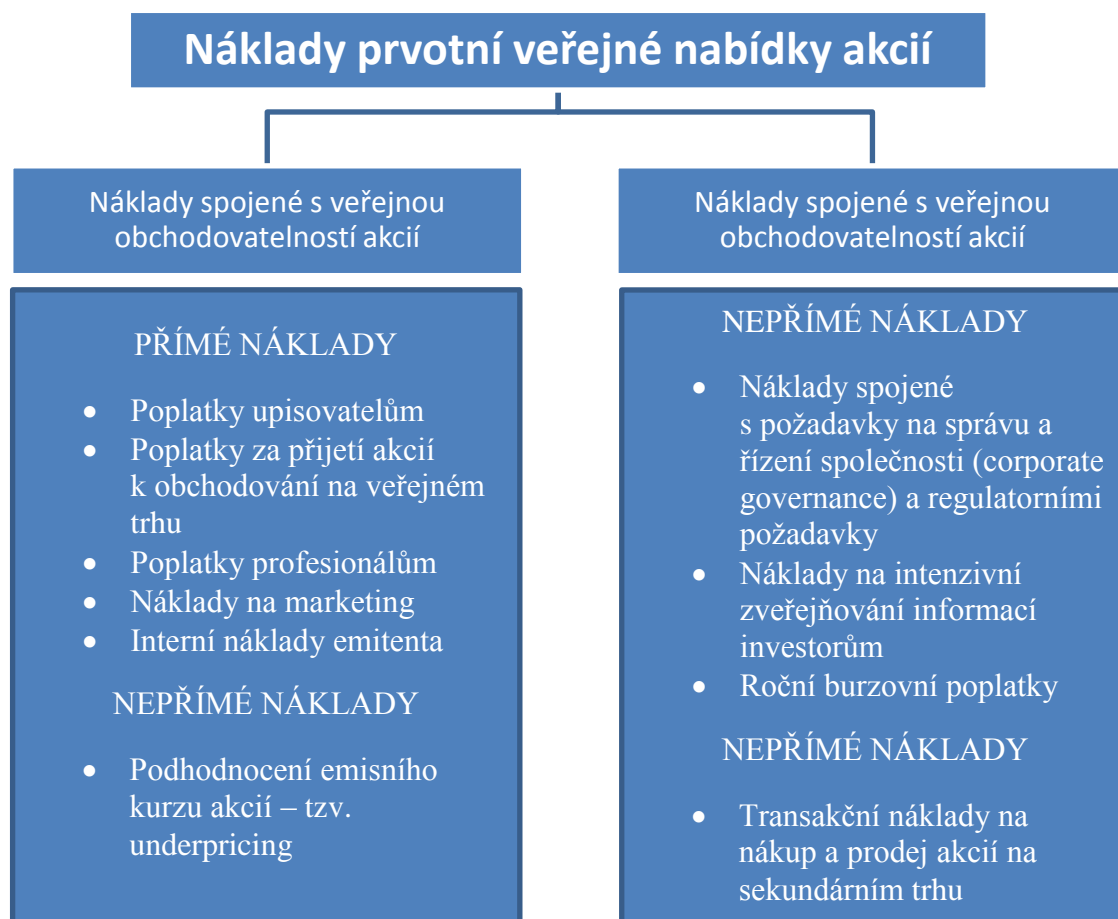 Náklady prvotní veřejné nabídky akcií
Náklady spojené s veřejnou
obchodovatelností akcií
PŘÍMÉ NÁKLADY
• Poplatky upisovatelům
• Poplatky za přijetí akcií
k obchodování na veřejném
trhu
• Poplatky profesionálům
• Náklady na marketing
• Interní náklady emitenta
NEPŘÍMÉ NÁKLADY
• Podhodnocení emisního
kurzu akcií – tzv.
underpricing
Náklady spojené s veřejnou
obchodovatelností akcií
NEPŘÍMÉ NÁKLADY
• Náklady spojené
s požadavky na správu a
řízení společnosti (corporate
governance) a regulatorními
požadavky
• Náklady na intenzivní
zveřejňování informací
investorům
• Roční burzovní poplatky
NEPŘÍMÉ NÁKLADY
• Transakční náklady na
nákup a prodej akcií na
sekundárním trhu